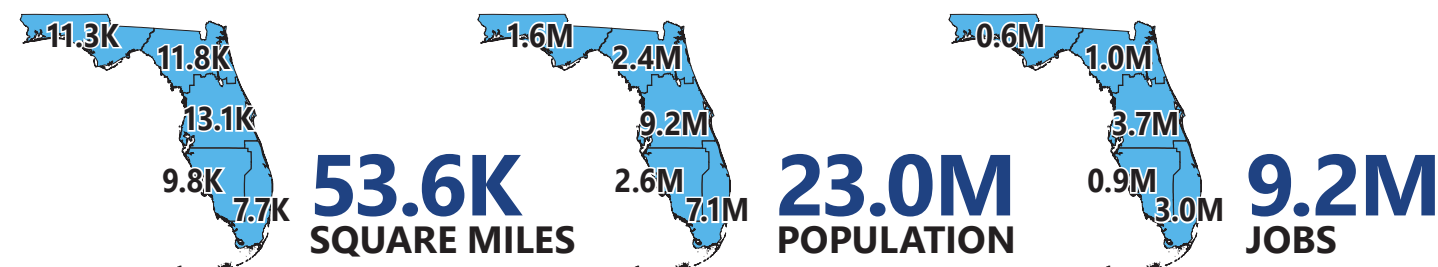 11.3K
11.8K
13.1K
9.8K
7.7K
53.6K
SQUARE MILES
1.6M
2.4M
9.2M
2.6M
7.1M
23.0M
POPULATION
0.6M
1.0M
3.7M
0.9M
3.0M
9.2M
JOBS